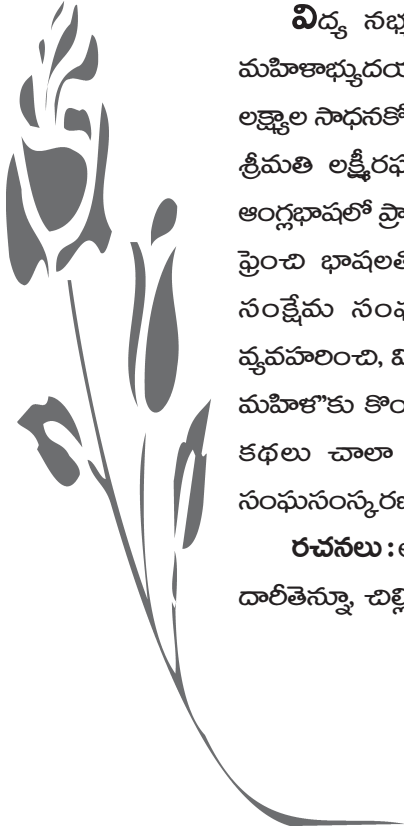 విద్య నభ
మహిళాభ్యుదయ
లక్ష్యాల సాధనకో
శ్రీమతి లక్ష్మీరఘ
ఆంగ్లభాషలో ప్రా
ఫ్రెంచి భాషలత
సంక్షేమ సంఘ
వ్యవహరించి, వి
మహిళ”కు కొం
కథలు చాలా
సంఘసంస్కరణ
రచనలు :
దారీతెన్నూ, చిల్లి